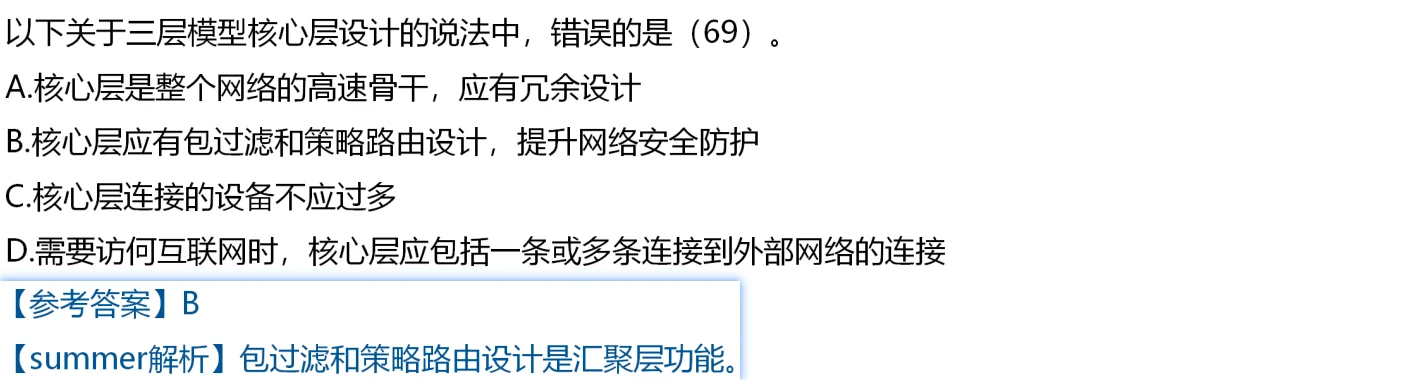 以下关于三层模型核心层设计的说法中，错误的是（69）。
A.核心层是整个网络的高速骨干，应有冗余设计
B.核心层应有包过滤和策略路由设计，提升网络安全防护
C.核心层连接的设备不应过多
D.需要访问互联网时，核心层应包括一条或多条连接到外部网络的连接
【参考答案】B
【summer解析】包过滤和策略路由设计是汇聚层功能。